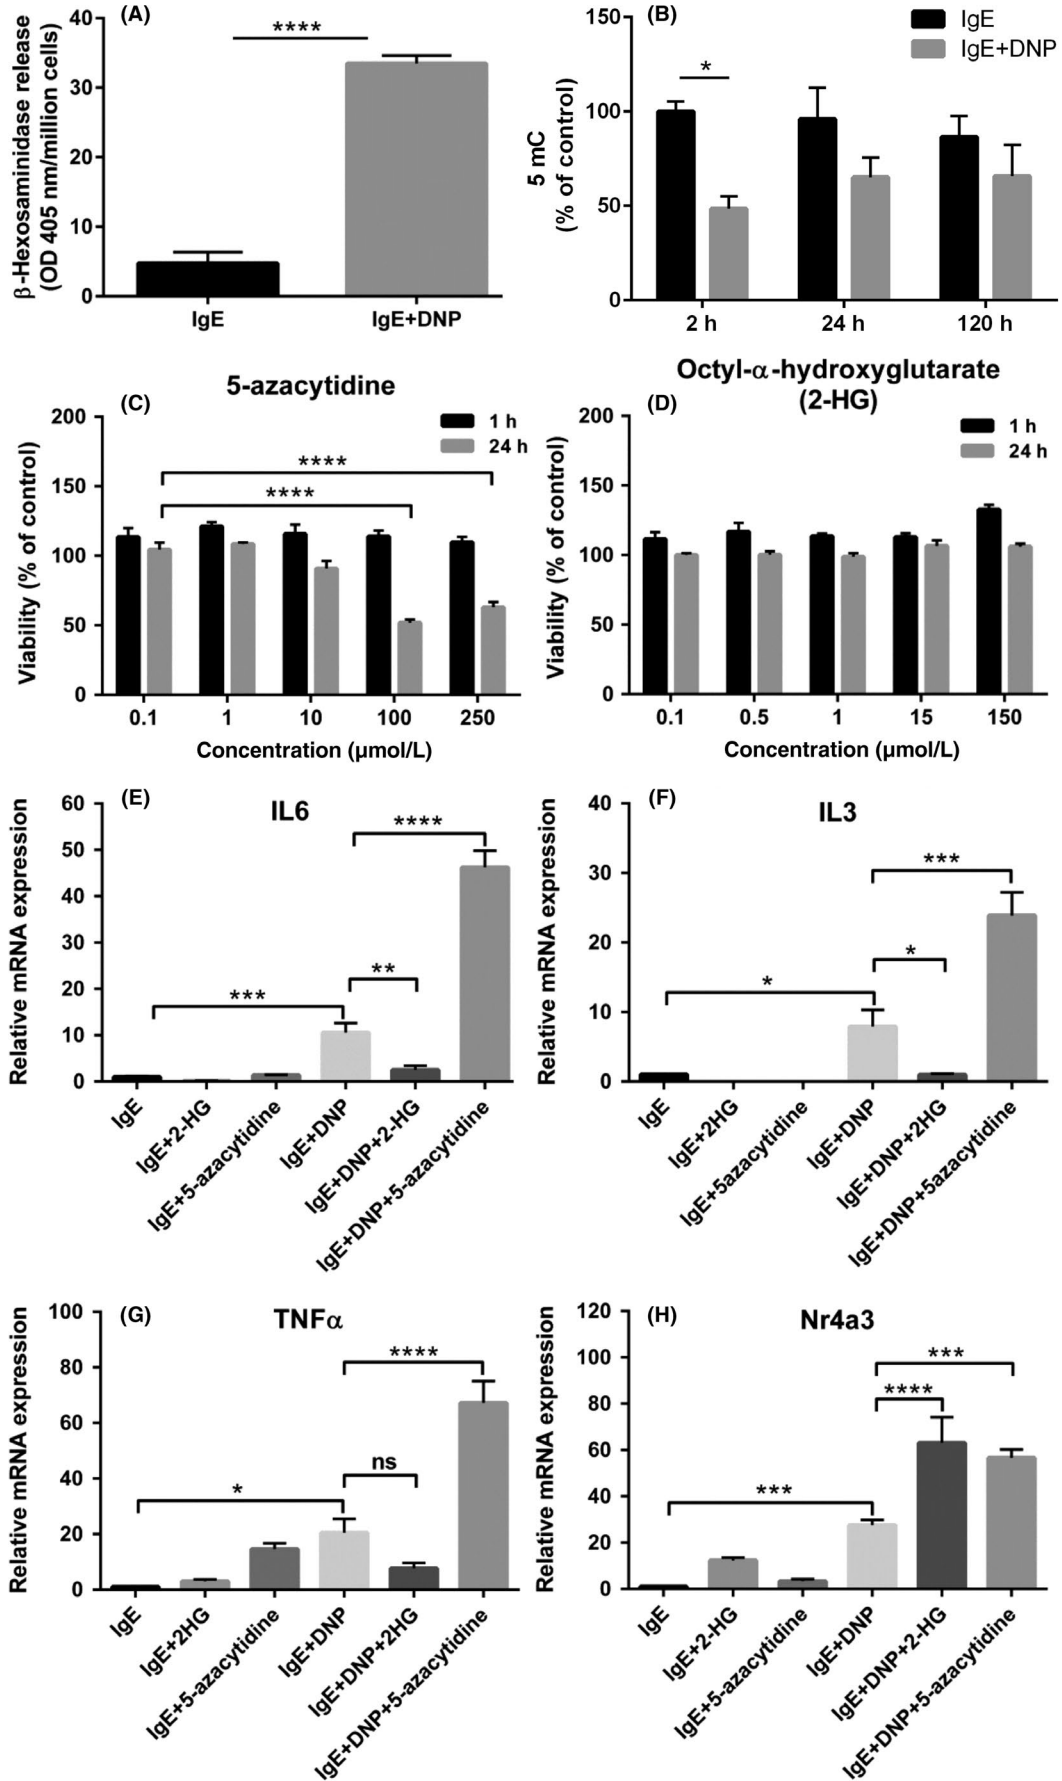 (A)
β-Hexosaminidase release
(OD 405 nm/million cells)
40
30
20
10
0
****
IgE
IgE+DNP
(B)
5 mC
(% of control)
150
100
50
0
IgE
IgE+DNP
*
2 h
24 h
120 h
5-azacytidine
(C)
Viability (% of control)
200
150
100
50
0
1 h
24 h
****
****
0.1
1
10
100
250
Concentration (µmol/L)
Octyl-α-hydroxyglutarate
(2-HG)
(D)
Viability (% of control)
200
150
100
50
0
1 h
24 h
0.1
0.5
1
15
150
Concentration (µmol/L)
(E)
IL6
Relative mRNA expression
60
50
40
30
20
10
0
****
**
***
IgE
IgE+2-HG
IgE+5-azacytidine
IgE+DNP
IgE+DNP+2-HG
IgE+DNP+5-azacytidine
(F)
IL3
Relative mRNA expression
40
30
20
10
0
***
*
*
IgE
IgE+2HG
IgE+5azacytidine
IgE+DNP
IgE+DNP+2HG
IgE+DNP+5azacytidine
(G)
TNFα
Relative mRNA expression
100
80
60
40
20
0
****
ns
*
IgE
IgE+2HG
IgE+5-azacytidine
IgE+DNP
IgE+DNP+2HG
IgE+DNP+5-azacytidine
(H)
Nr4a3
Relative mRNA expression
120
100
80
60
40
20
0
***
****
***
IgE
IgE+2-HG
IgE+5-azacytidine
IgE+DNP
IgE+DNP+2-HG
IgE+DNP+5-azacytidine